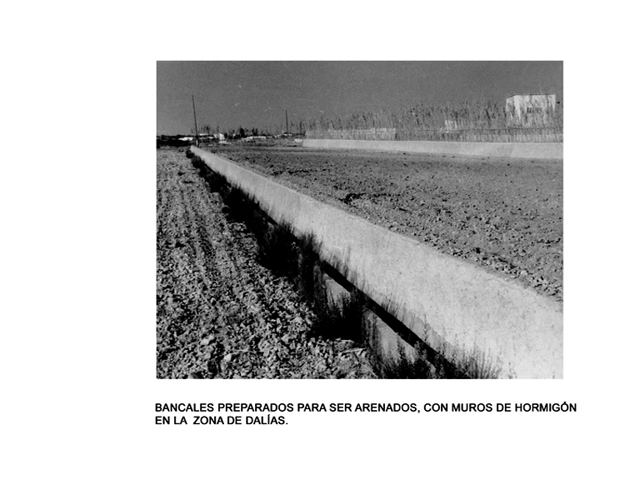 BANCALES PREPARADOS PARA SER ARENADOS, CON MUROS DE HORMIGÓN
EN LA ZONA DE DALÍAS.